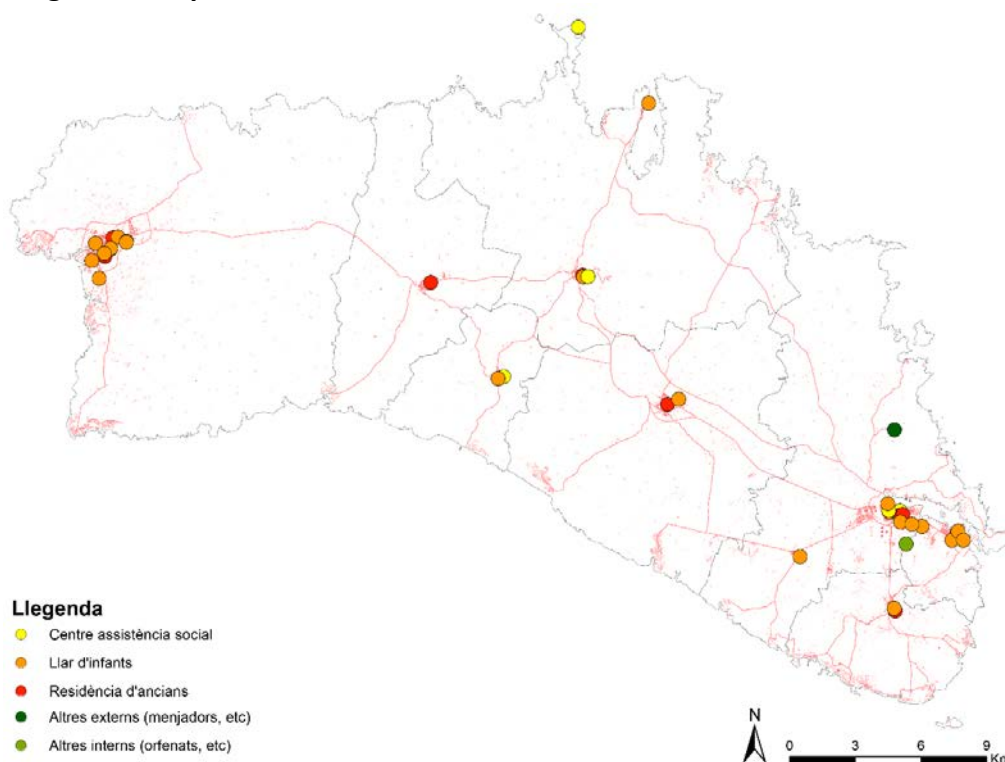 Llegenda
Centre assistència social
Llar d'infants
Residència d'ancians
Altres externs (menjadors, etc)
Altres interns (orfenats, etc)
N
0 3 6 9